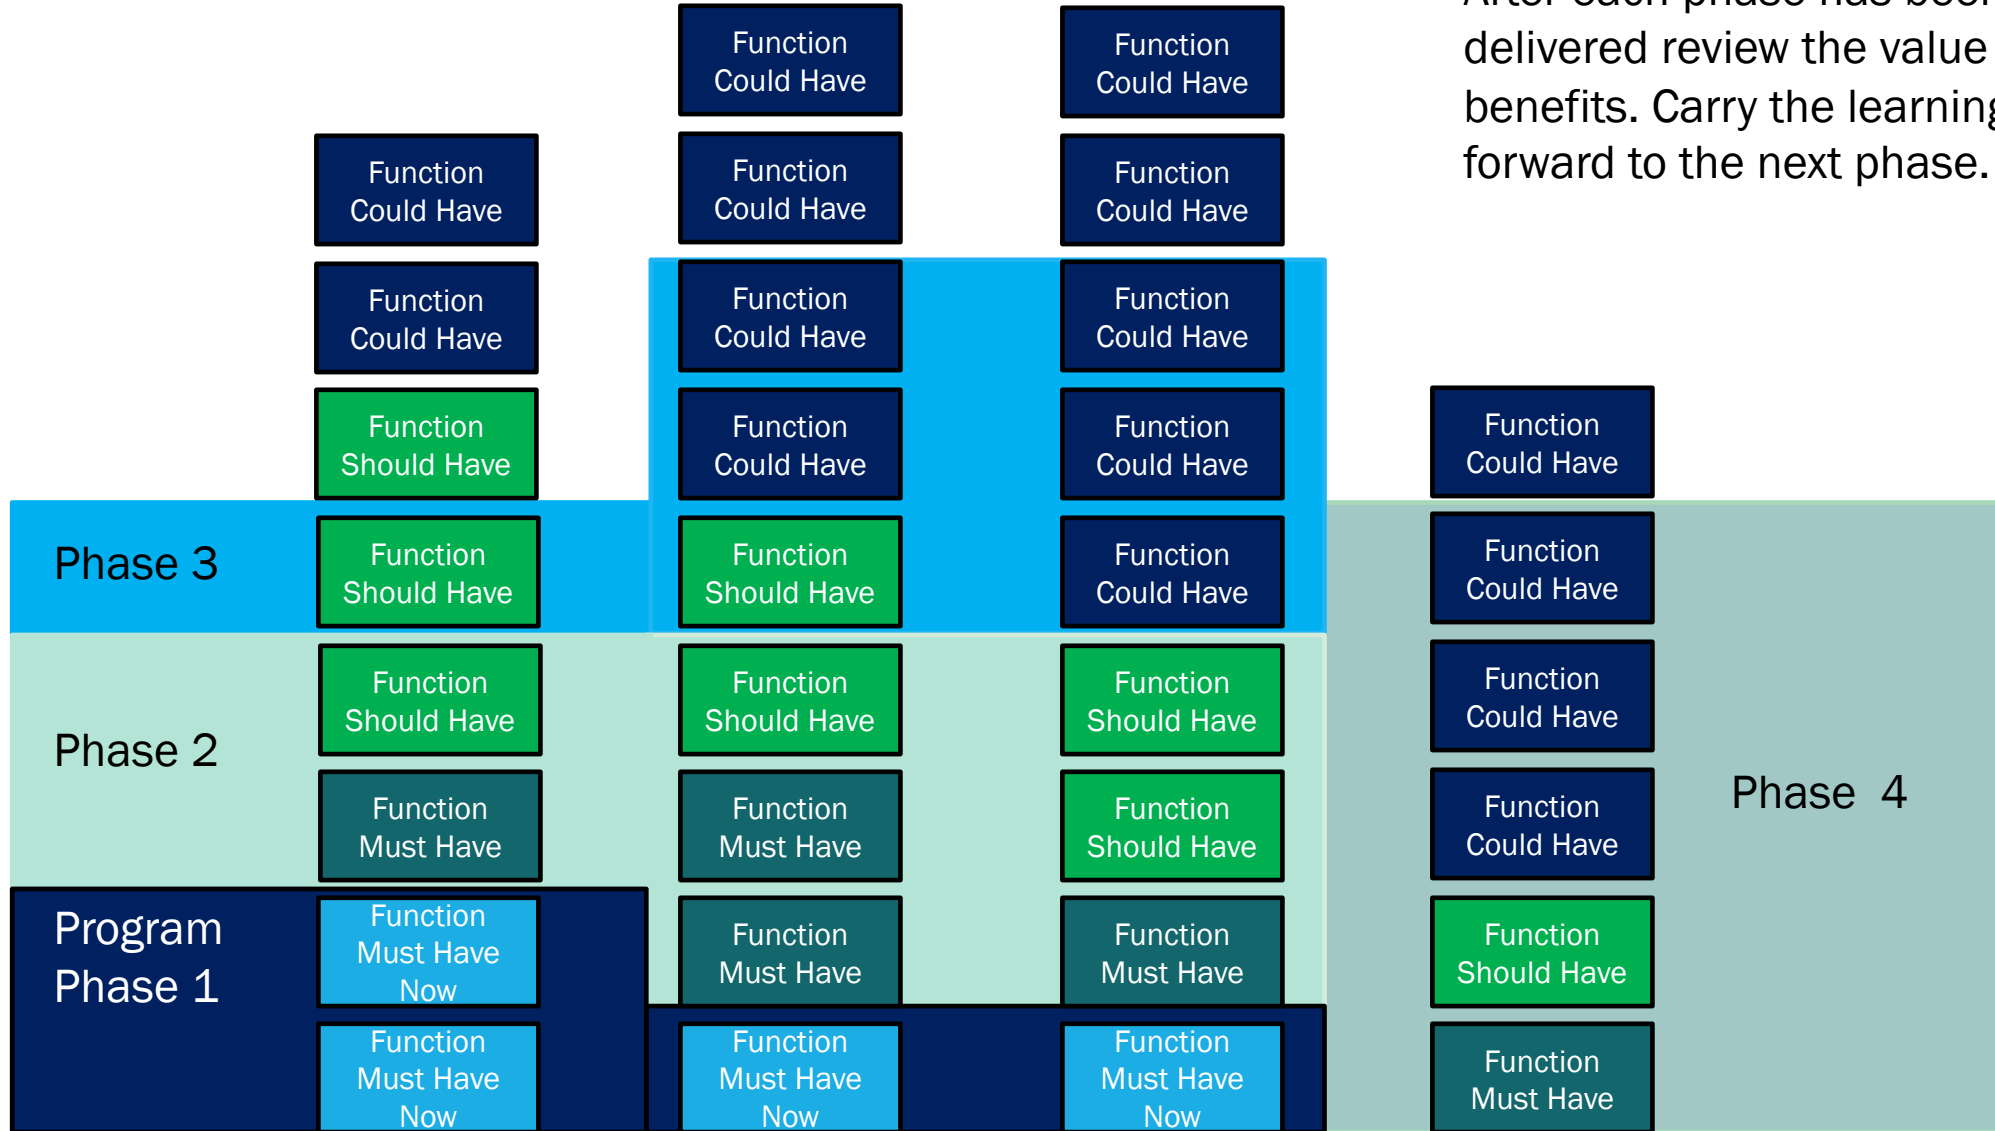 After each phase has been
delivered review the value
benefits. Carry the learning
forward to the next phase.
Function
Could Have
Function
Could Have
Function
Could Have
Function
Could Have
Function
Could Have
Function
Could Have
Function
Could Have
Function
Could Have
Function
Should Have
Function
Could Have
Function
Could Have
Function
Could Have
Phase 3
Function
Should Have
Function
Should Have
Function
Could Have
Function
Could Have
Phase 2
Function
Should Have
Function
Should Have
Function
Should Have
Function
Could Have
Function
Must Have
Function
Must Have
Function
Should Have
Function
Could Have
Phase 4
Program
Phase 1
Function
Must Have
Now
Function
Must Have
Function
Must Have
Function
Should Have
Function
Must Have
Now
Function
Must Have
Now
Function
Must Have
Now
Function
Must Have